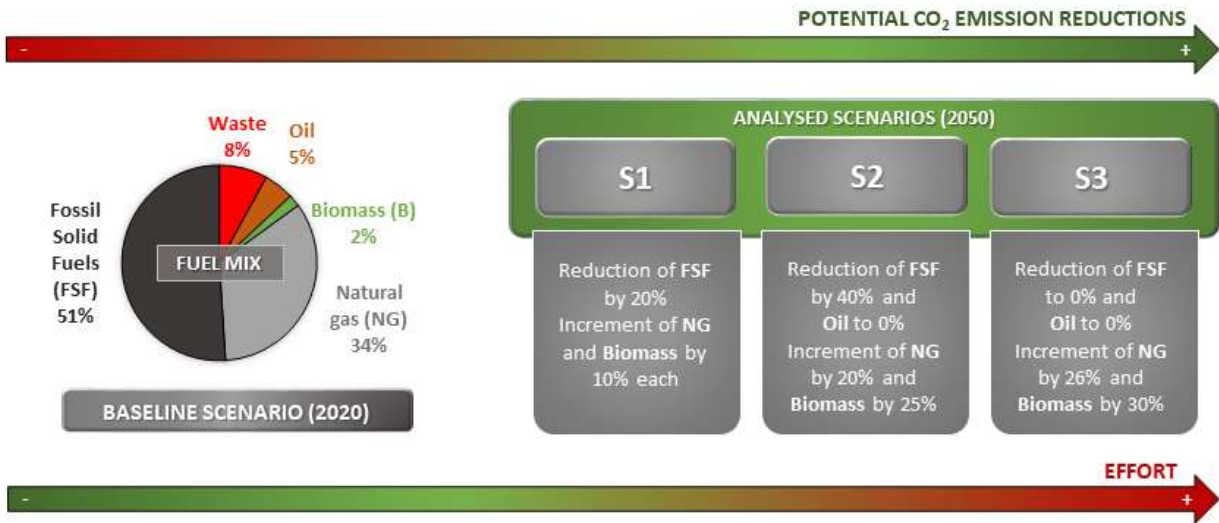 POTENTIAL CO₂ EMISSION REDUCTIONS
-
+
Waste
8%
Oil
5%
Biomass (B)
2%
Fossil
Solid
Fuels
(FSF)
51%
FUEL MIX
Natural
gas (NG)
34%
BASELINE SCENARIO (2020)
ANALYSED SCENARIOS (2050)
S1
Reduction of FSF
by 20%
Increment of NG
and Biomass by
10% each
S2
Reduction of FSF
by 40% and
Oil to 0%
Increment of NG
by 20% and
Biomass by 25%
S3
Reduction of FSF
to 0% and
Oil to 0%
Increment of NG
by 26% and
Biomass by 30%
EFFORT
-
+